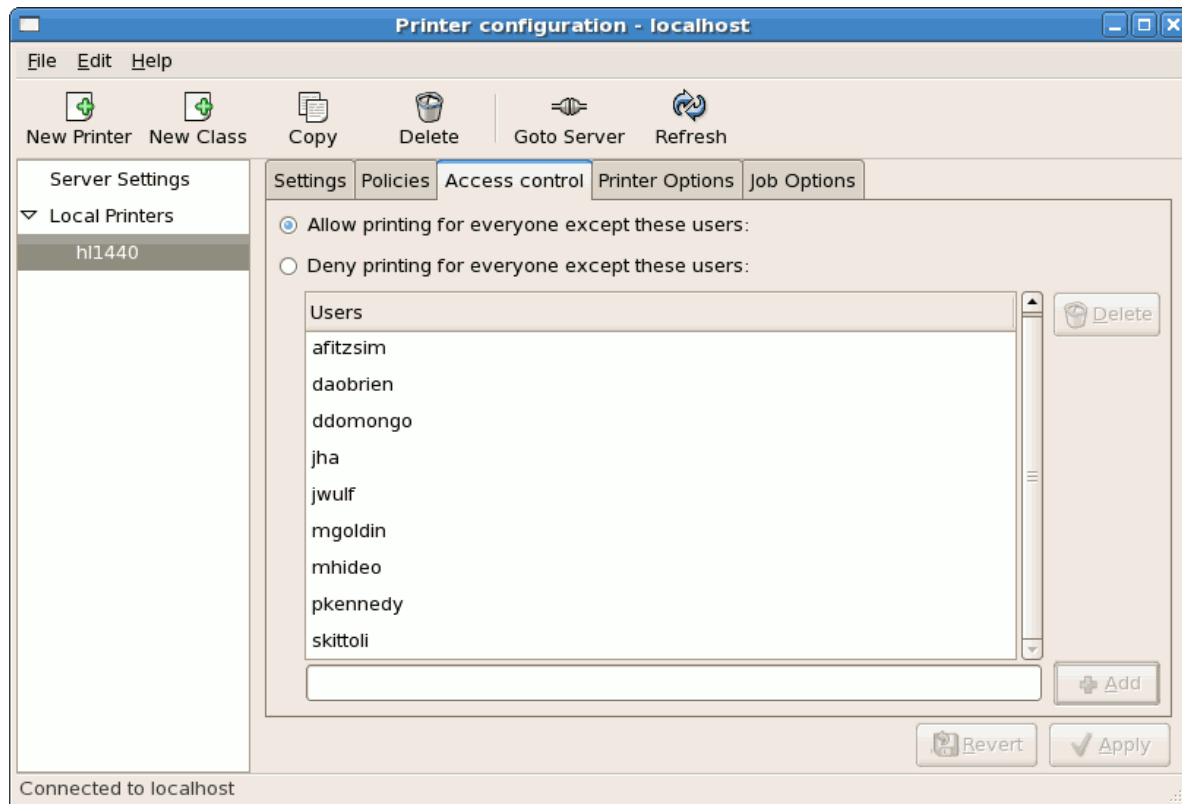 Printer configuration - localhost
File Edit Help
New Printer New Class Copy Delete Goto Server Refresh
Server Settings
Local Printers
hl1440
Settings Policies Access control Printer Options Job Options
Allow printing for everyone except these users:
Deny printing for everyone except these users:
Users
Delete
afitzsim
daobrien
ddomongo
jha
jwulf
mgoldin
mhideo
pkennedy
skittoli
Add
Revert Apply
Connected to localhost